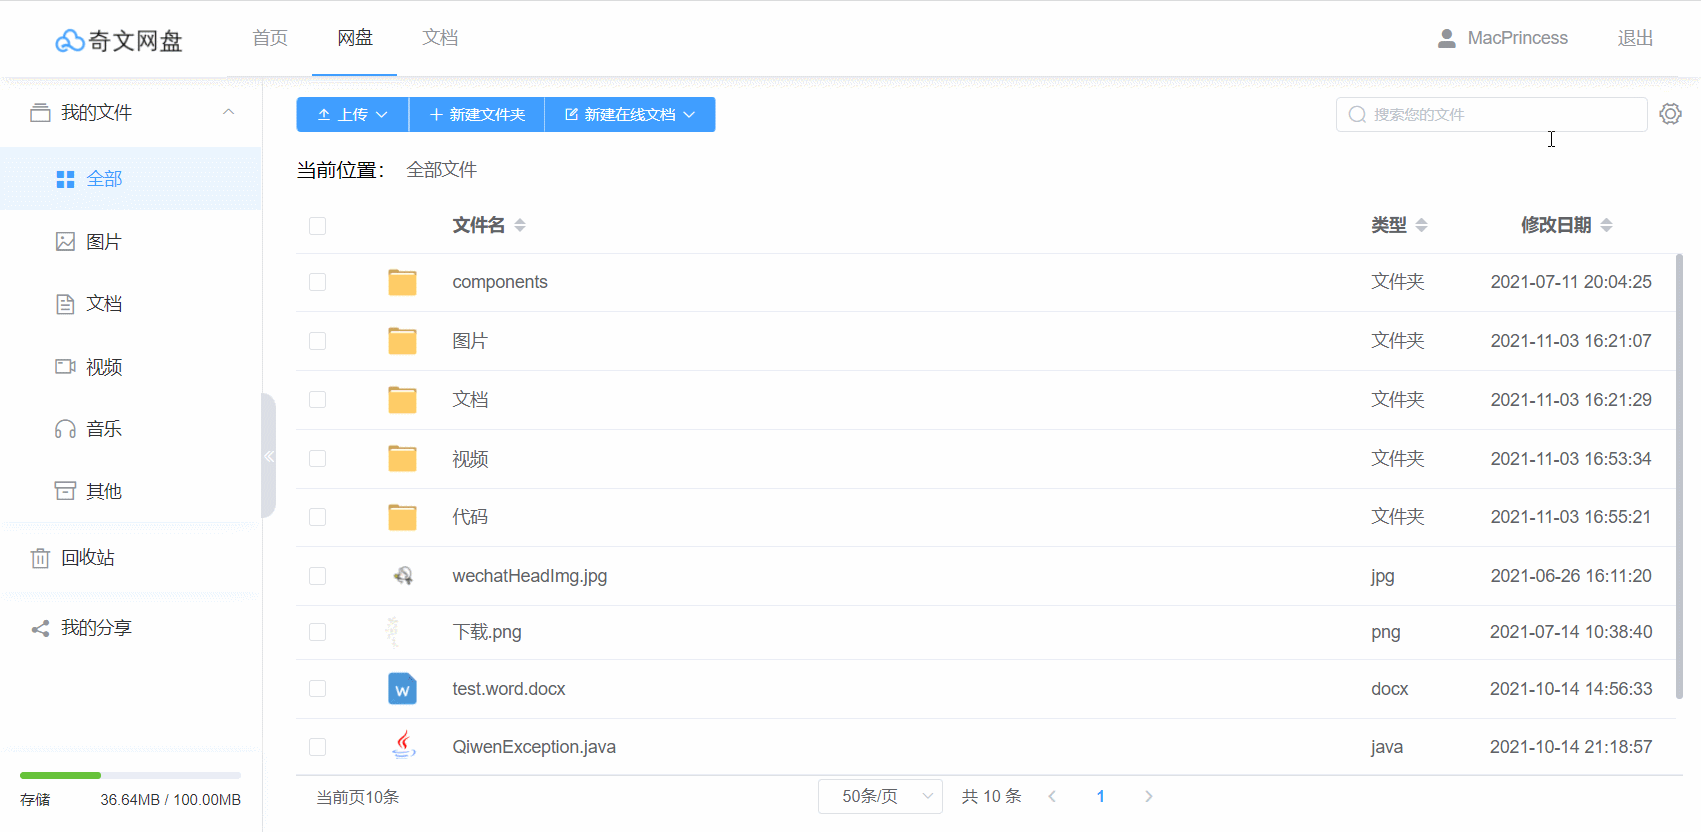 奇文网盘 首页 网盘 文档 MacPrincess 退出
我的文件
全部
图片
文档
视频
音乐
其他
回收站
我的分享
存储 36.64MB / 100.00MB
上传 新建文件夹 新建在线文档 搜索您的文件
当前位置： 全部文件
文件名 类型 修改日期
components 文件夹 2021-07-11 20:04:25
图片 文件夹 2021-11-03 16:21:07
文档 文件夹 2021-11-03 16:21:29
视频 文件夹 2021-11-03 16:53:34
代码 文件夹 2021-11-03 16:55:21
wechatHeadImg.jpg jpg 2021-06-26 16:11:20
下载.png png 2021-07-14 10:38:40
W test.word.docx docx 2021-10-14 14:56:33
QiwenException.java java 2021-10-14 21:18:57
当前页10条 50条/页 共 10 条 1